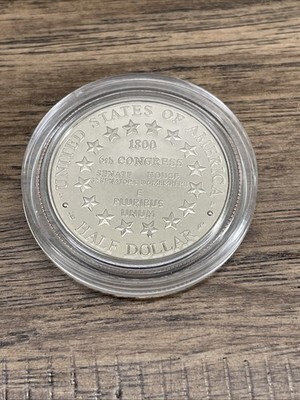 UNITED STATES OF AMERICA
1800
6th CONGRESS
SENATE HOUSE
E
PLURIBUS
UNUM
HALF DOLLAR